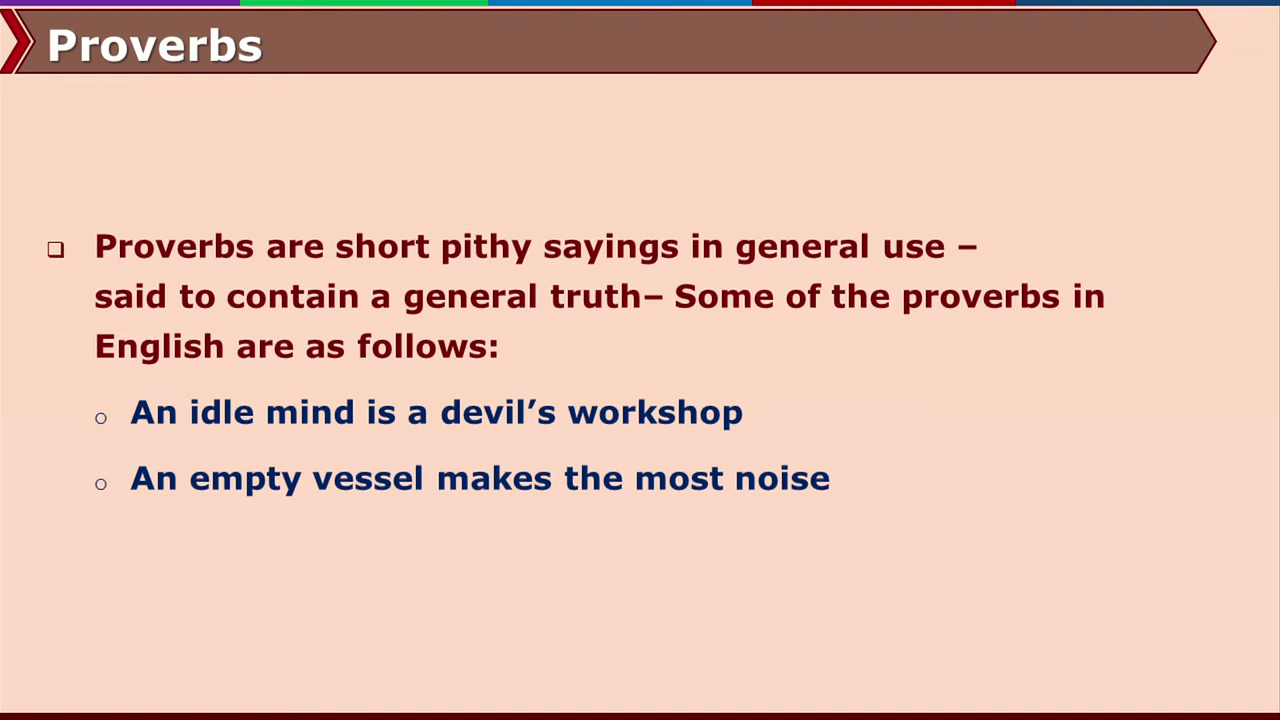 Proverbs
Proverbs are short pithy sayings in general use –
said to contain a general truth– Some of the proverbs in
English are as follows:
An idle mind is a devil’s workshop
An empty vessel makes the most noise